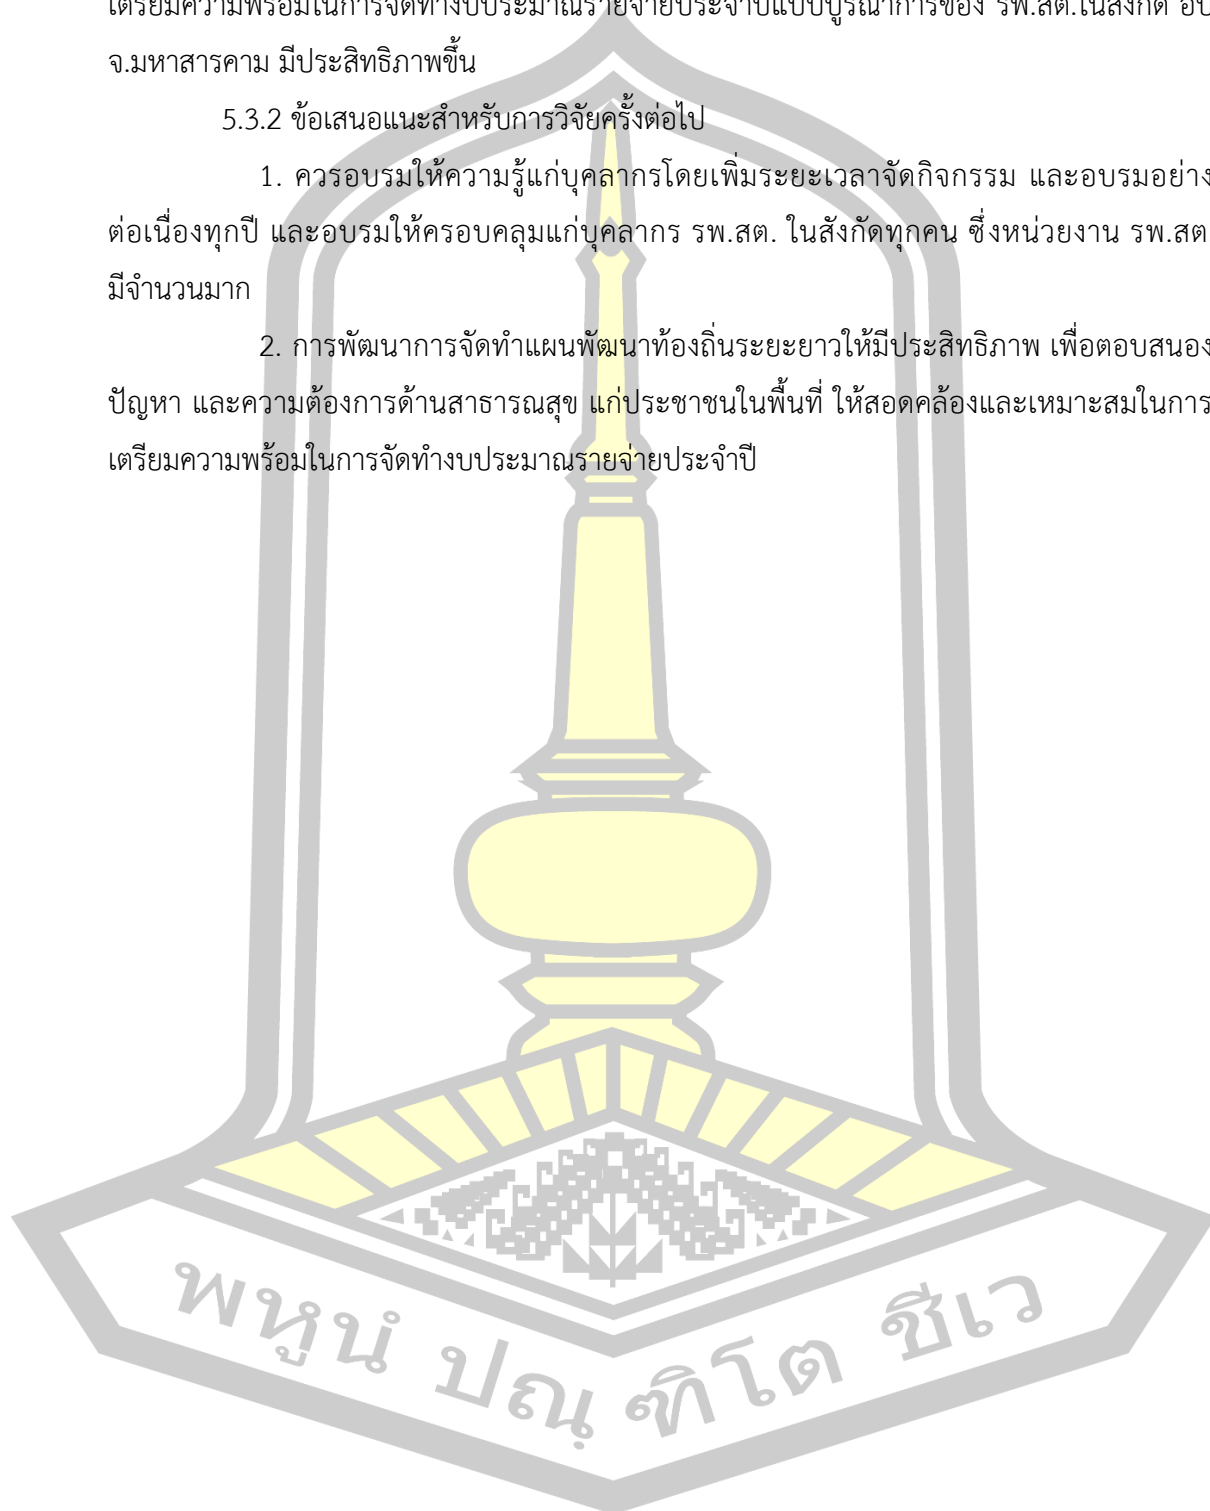 เตรียมความพร้อมในการจัดทำงบประมาณรายจ่ายประจำปีแบบบูรณาการของ รพ.สต.ในสังกัด อบ
จ.มหาสารคาม มีประสิทธิภาพขึ้น
5.3.2 ข้อเสนอแนะสำหรับการวิจัยครั้งต่อไป
1. ควรอบรมให้ความรู้แก่บุคลากรโดยเพิ่มระยะเวลาจัดกิจกรรม และอบรมอย่าง
ต่อเนื่องทุกปี และอบรมให้ครอบคลุมแก่บุคลากร รพ.สต. ในสังกัดทุกคน ซึ่งหน่วยงาน รพ.สต
มีจำนวนมาก
2. การพัฒนาการจัดทำแผนพัฒนาท้องถิ่นระยะยาวให้มีประสิทธิภาพ เพื่อตอบสนอง
ปัญหา และความต้องการด้านสาธารณสุข แก่ประชาชนในพื้นที่ ให้สอดคล้องและเหมาะสมในการ
เตรียมความพร้อมในการจัดทำงบประมาณรายจ่ายประจำปี
พหูนํ ปณฺ ฑิโต ชีเว